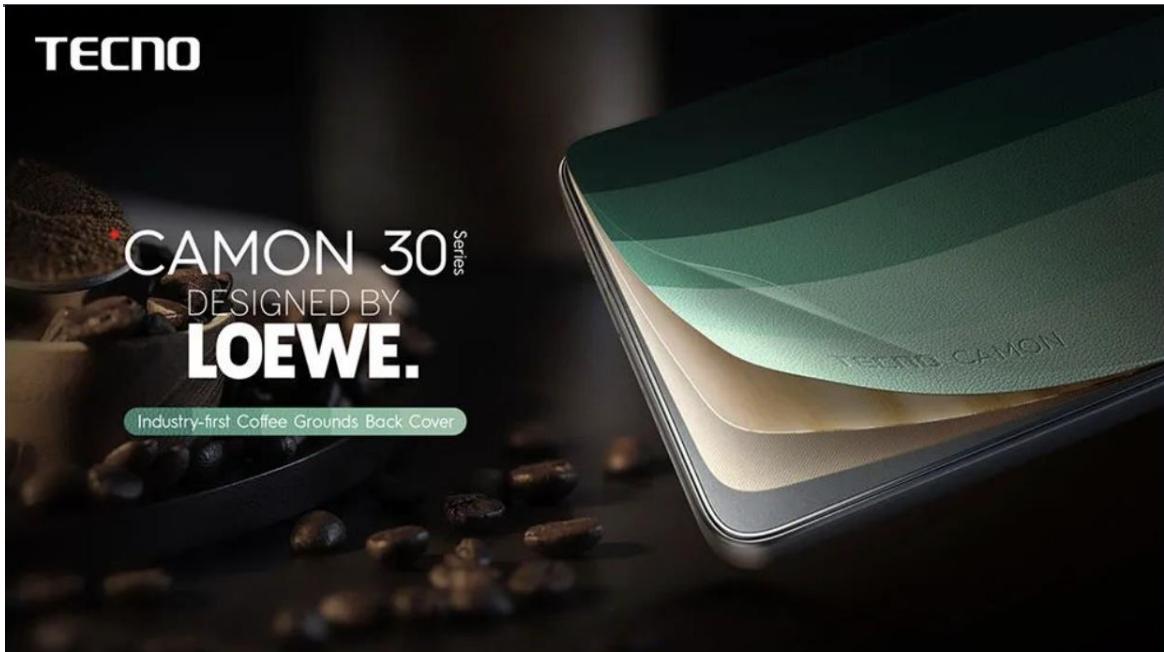 TECNO
CAMON 30 Series
DESIGNED BY
LOEWE.
Industry-first Coffee Grounds Back Cover
TECNO CAMON